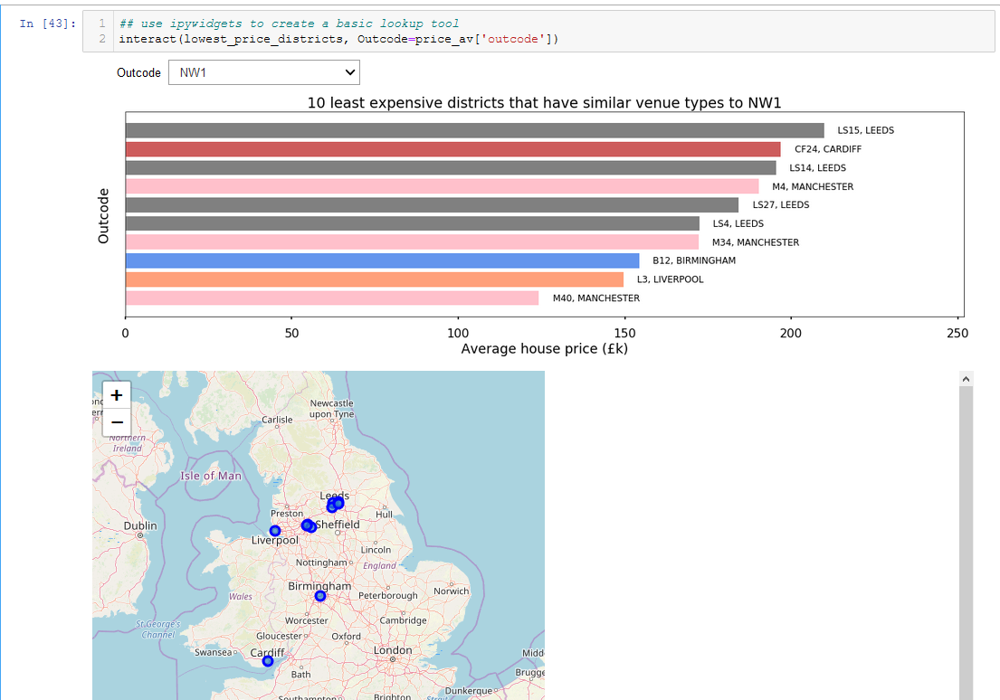 In [43]:
1 ## use ipywidgets to create a basic lookup tool
2 interact(lowest_price_districts, Outcode=price_av['outcode'])
Outcode NW1
10 least expensive districts that have similar venue types to NW1
LS15, LEEDS
CF24, CARDIFF
LS14, LEEDS
M4, MANCHESTER
LS27, LEEDS
LS4, LEEDS
M34, MANCHESTER
B12, BIRMINGHAM
L3, LIVERPOOL
M40, MANCHESTER
Outcode
0 50 100 150 200 250
Average house price (£k)
+
−
Newcastle
upon Tyne
Carlisle
Northern
Ireland
Isle of Man
Leeds
Preston
Hull
Dublin
Sheffield
Liverpool
Lincoln
Nottingham
England
Birmingham
Wales
Peterborough
Norwich
Worcester
Cambridge
St George's
Channel
Gloucester
Oxford
Swansea
Cardiff
London
Bath
Midd
Brugge
Dunkerque
Southampton
Brighton
Strait